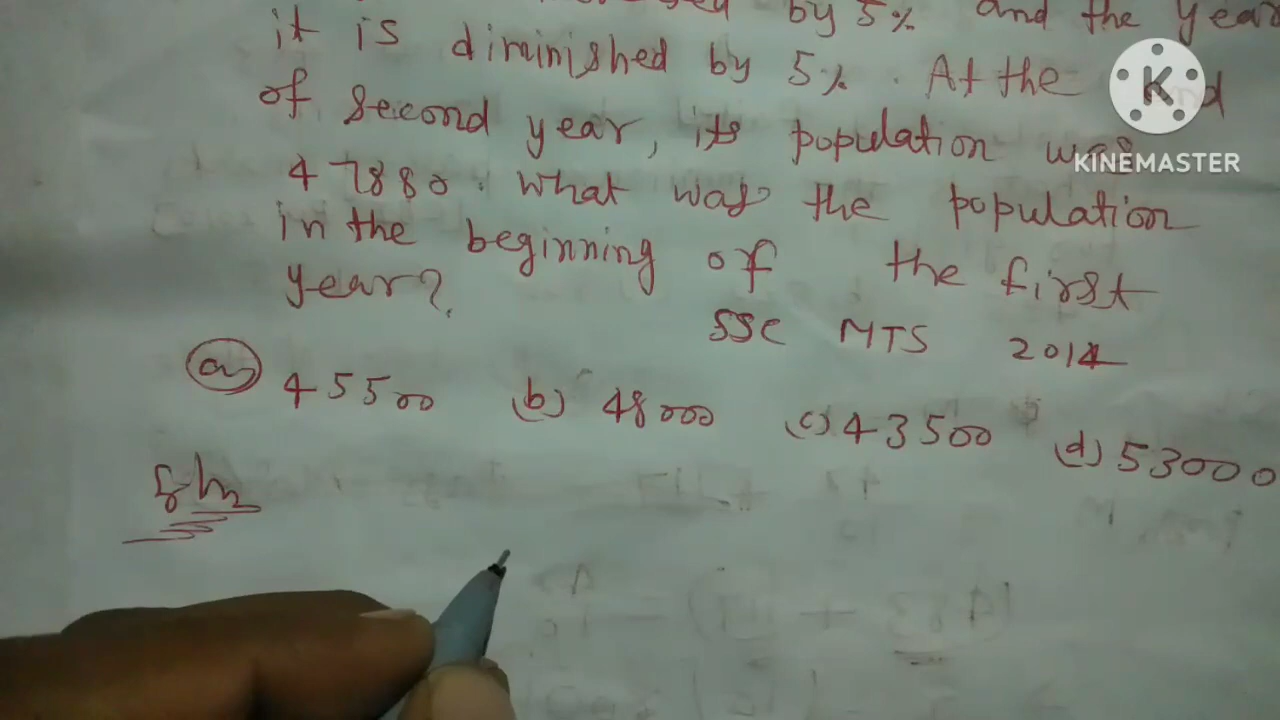 by 5% and the year
it is diminished by 5%. At the
of second year, its population was
47880. What was the population
in the beginning of the first
year?
SSC MTS 2014
(a) 45500 (b) 48000 (c) 43500 (d) 53000
Soln
K
KINEMASTER